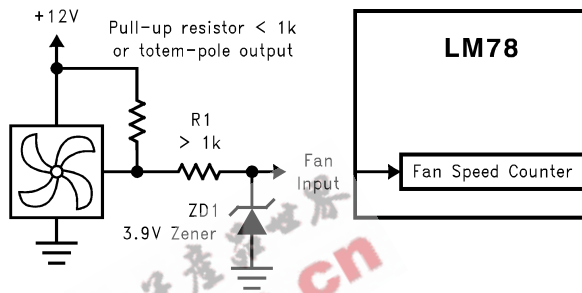 +12V
Pull-up resistor < 1k
or totem-pole output
LM78
R1
> 1k
Fan
Input
Fan Speed Counter
ZD1
3.9V Zener
.cn